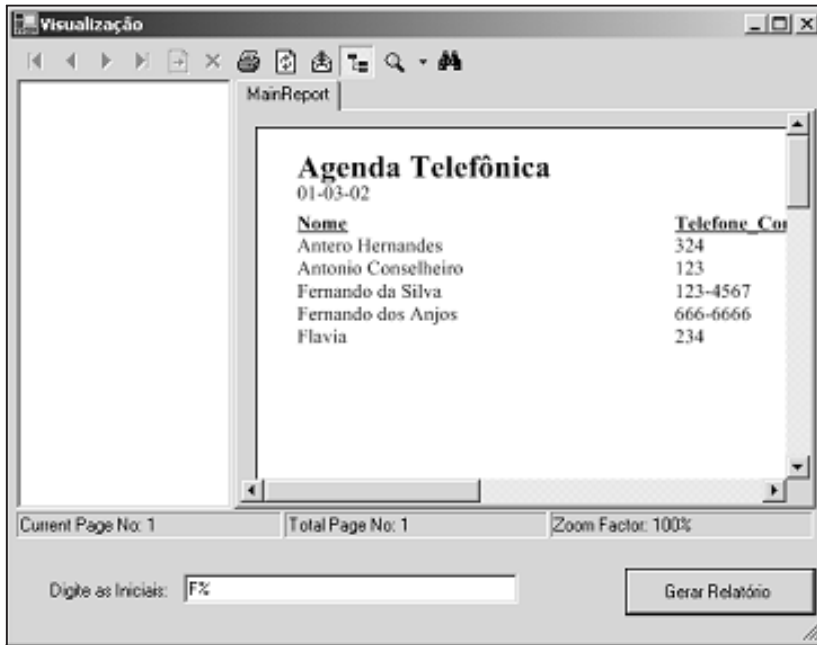 Visualização
MainReport
Agenda Telefônica
01-03-02
Nome Telefone_Co
Antero Hernandes 324
Antonio Conselheiro 123
Fernando da Silva 123-4567
Fernando dos Anjos 666-6666
Flavia 234
Current Page No: 1 Total Page No: 1 Zoom Factor: 100%
Digite as Iniciais: F% Gerar Relatório